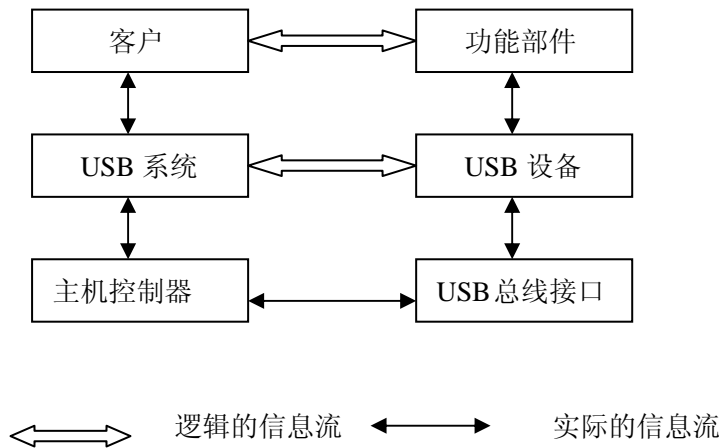 客户
功能部件
USB 系统
USB 设备
主机控制器
USB总线接口
逻辑的信息流
实际的信息流